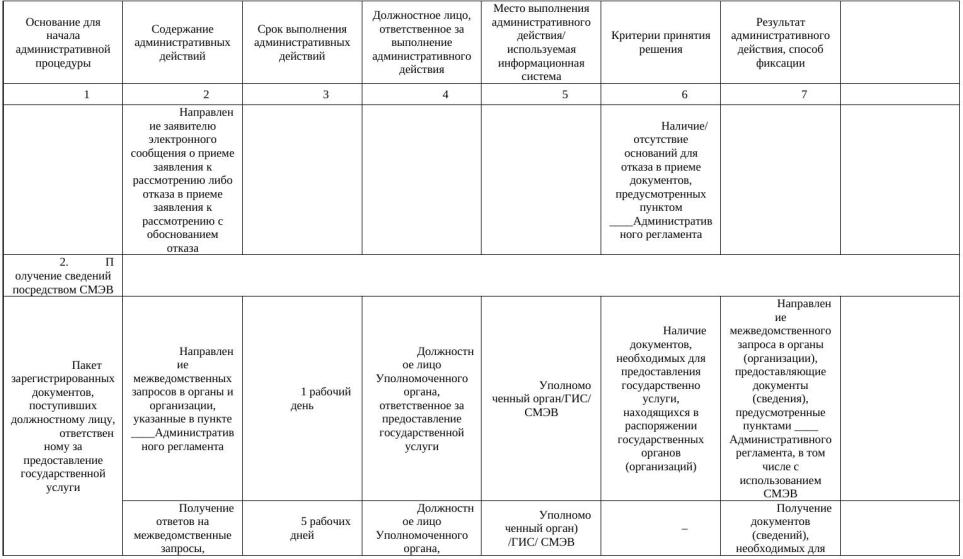 Основание для
начала
административной
процедуры
Содержание
административных
действий
Срок выполнения
административных
действий
Должностное лицо,
ответственное за
выполнение
административного
действия
Место выполнения
административного
действия/
используемая
информационная
система
Критерии принятия
решения
Результат
административного
действия, способ
фиксации
1
2
3
4
5
6
7
Направлен
ие заявителю
электронного
сообщения о приеме
заявления к
рассмотрению либо
отказа в приеме
заявления к
рассмотрению с
обоснованием
отказа
Наличие/
отсутствие
оснований для
отказа в приеме
документов,
предусмотренных
пунктом
____Административ
ного регламента
2. П
олучение сведений
посредством СМЭВ
Пакет
зарегистрированных
документов,
поступивших
должностному лицу,
ответствен
ному за
предоставление
государственной
услуги
Направлен
ие
межведомственных
запросов в органы и
организации,
указанные в пункте
____Административ
ного регламента
1 рабочий
день
Должностн
ое лицо
Уполномоченного
органа,
ответственное за
предоставление
государственной
услуги
Уполномо
ченный орган/ГИС/
СМЭВ
Наличие
документов,
необходимых для
предоставления
государственно
услуги,
находящихся в
распоряжении
государственных
органов
(организаций)
Направлен
ие
межведомственного
запроса в органы
(организации),
предоставляющие
документы
(сведения),
предусмотренные
пунктами ____
Административного
регламента, в том
числе с
использованием
СМЭВ
Получение
ответов на
межведомственные
запросы,
5 рабочих
дней
Должностн
ое лицо
Уполномоченного
органа,
Уполномо
ченный орган)
/ГИС/ СМЭВ
–
Получение
документов
(сведений),
необходимых для